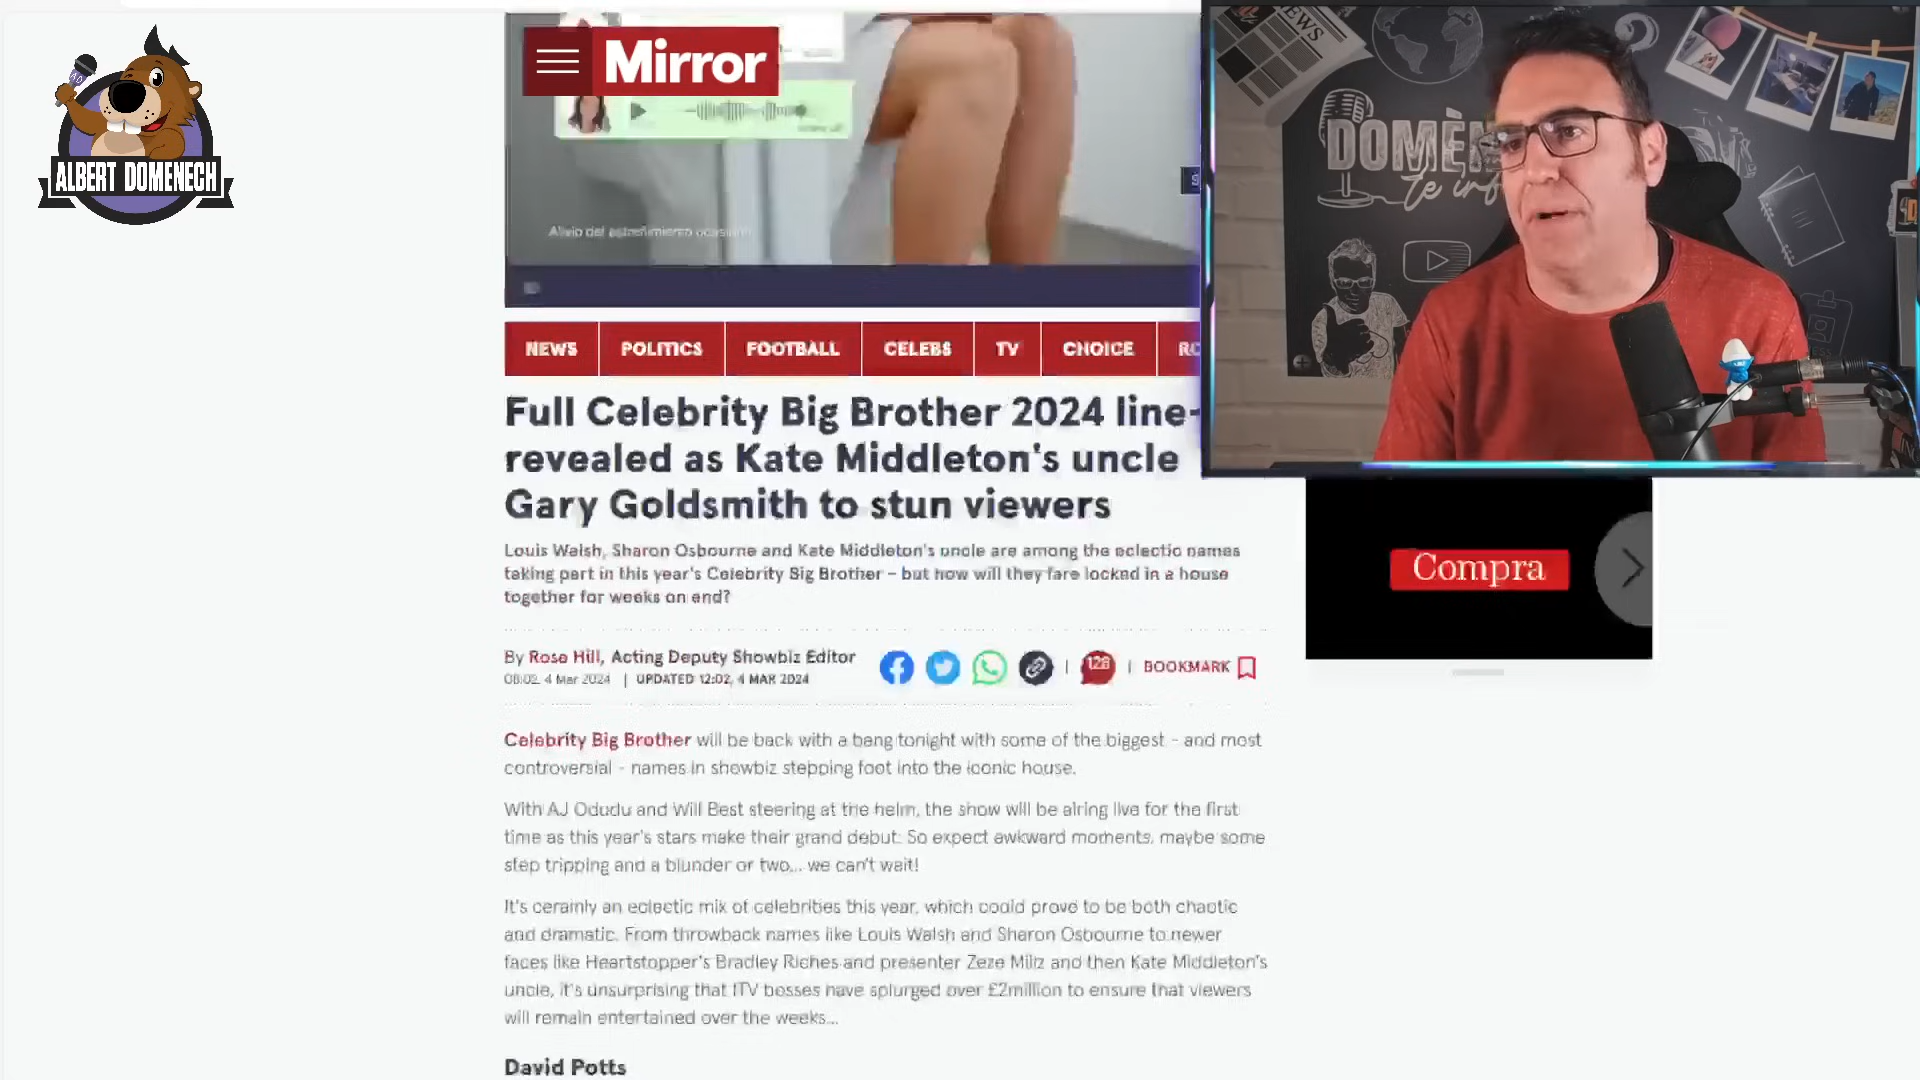 ALBERT DOMENECH
Mirror
Alivio del estreñimiento ocasional
NEWS
POLITICS
FOOTBALL
CELEBS
TV
CHOICE
Full Celebrity Big Brother 2024 line-
revealed as Kate Middleton's uncle
Gary Goldsmith to stun viewers
Louis Walsh, Sharon Osbourne and Kate Middleton's uncle are among the eclectic names
taking part in this year's Celebrity Big Brother - but how will they fare locked in a house
together for weeks on end?
By Rose Hill, Acting Deputy Showbiz Editor
08:02, 4 Mar 2024 | UPDATED 12:02, 4 MAR 2024
128
BOOKMARK
Celebrity Big Brother will be back with a bang tonight with some of the biggest - and most
controversial - names in showbiz stepping foot into the iconic house.
With AJ Odudu and Will Best steering at the helm, the show will be airing live for the first
time as this year's stars make their grand debut. So expect awkward moments, maybe some
step tripping and a blunder or two... we can't wait!
It's cerainly an eclectic mix of celebrities this year, which could prove to be both chaotic
and dramatic. From throwback names like Louis Walsh and Sharon Osbourne to newer
faces like Heartstopper's Bradley Riches and presenter Zeze Millz and then Kate Middleton's
uncle, it's unsurprising that ITV bosses have splurged over £2million to ensure that viewers
will remain entertained over the weeks...
David Potts
NEWS
te
Compra